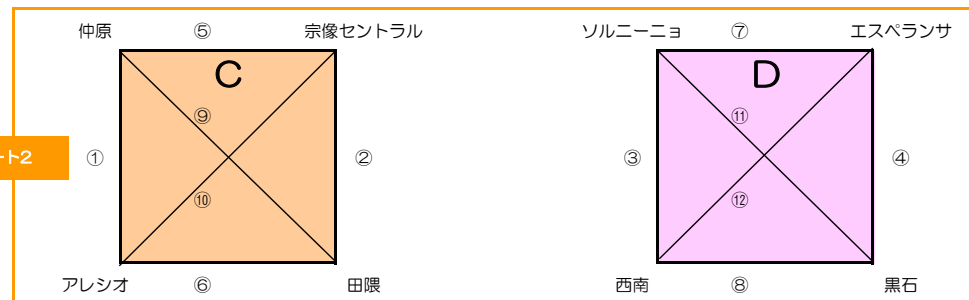 仲原 ⑤ 宗像セントラル ソルニーニョ ⑦ エスペランサ
C D
⑨ ⑪
ート2 ① ② ③ ④
⑩ ⑫
アレシオ ⑥ 田隈 西南 ⑧ 黒石